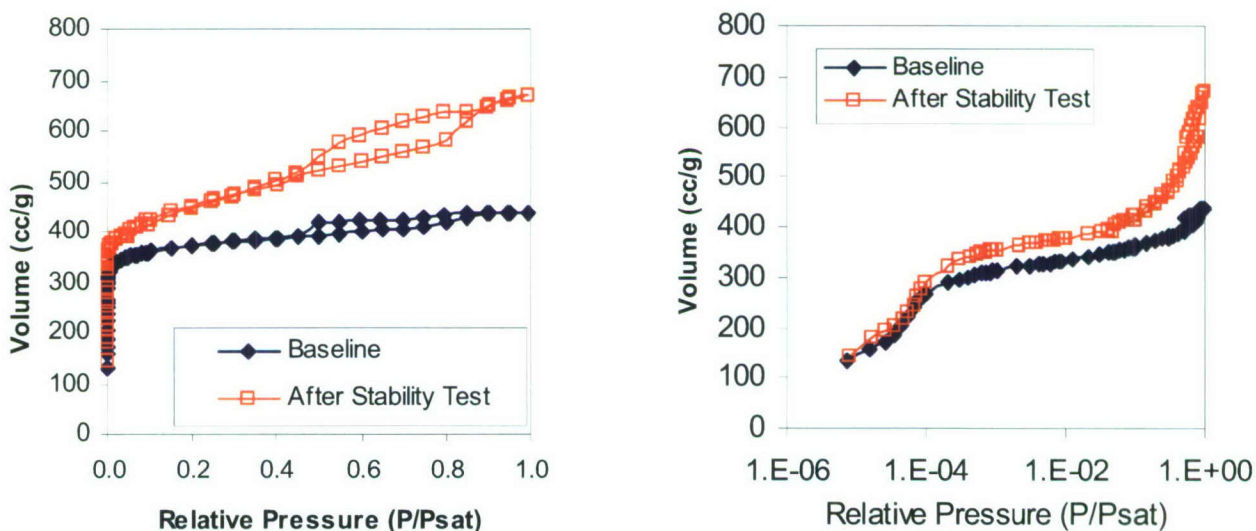 800
700
600
500
400
300
200
100
0
Volume (cc/g)
Baseline
After Stability Test
0.0 0.2 0.4 0.6 0.8 1.0
Relative Pressure (P/Psat)
800
700
600
500
400
300
200
100
0
Volume (cc/g)
Baseline
After Stability Test
1.E-06 1.E-04 1.E-02 1.E+00
Relative Pressure (P/Psat)